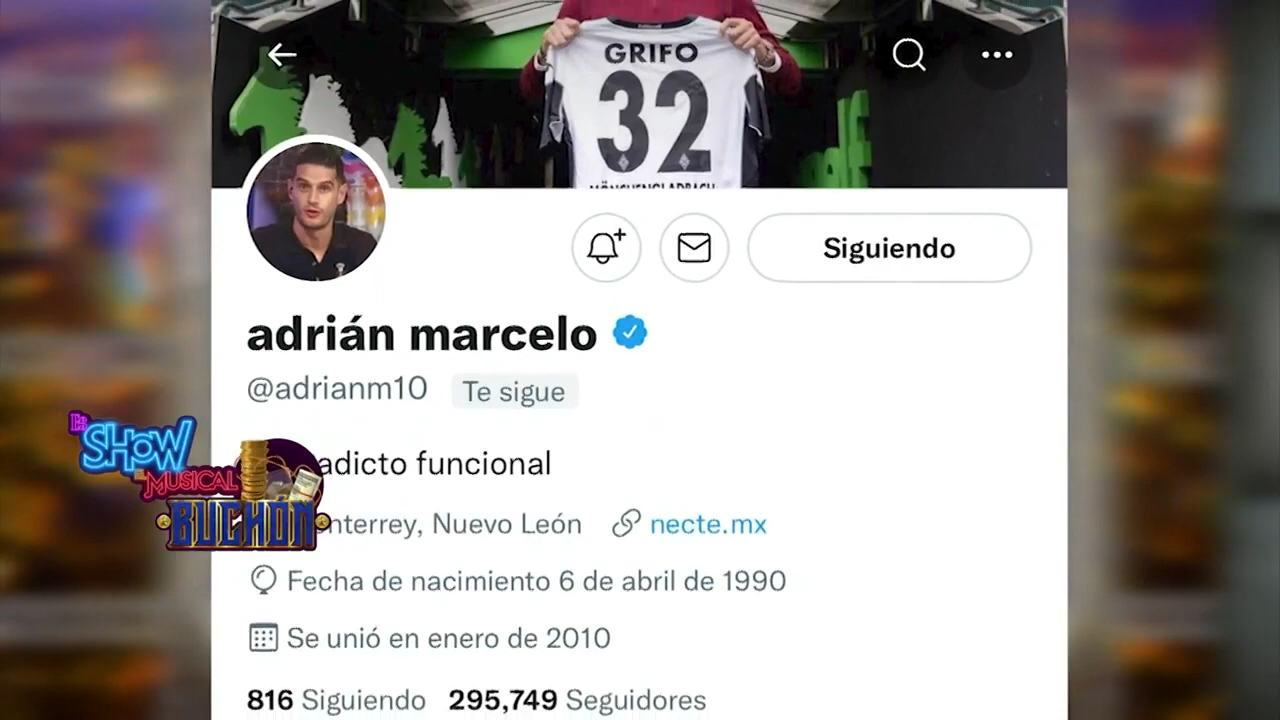 GRIFO
32
MÖNCHENGLADBACH
Siguiendo
adrián marcelo
@adrianm10 Te sigue
adicto funcional
nterrey, Nuevo León necte.mx
Fecha de nacimiento 6 de abril de 1990
Se unió en enero de 2010
816 Siguiendo 295,749 Seguidores
SHOW
MUSICAL
BUCHÓN